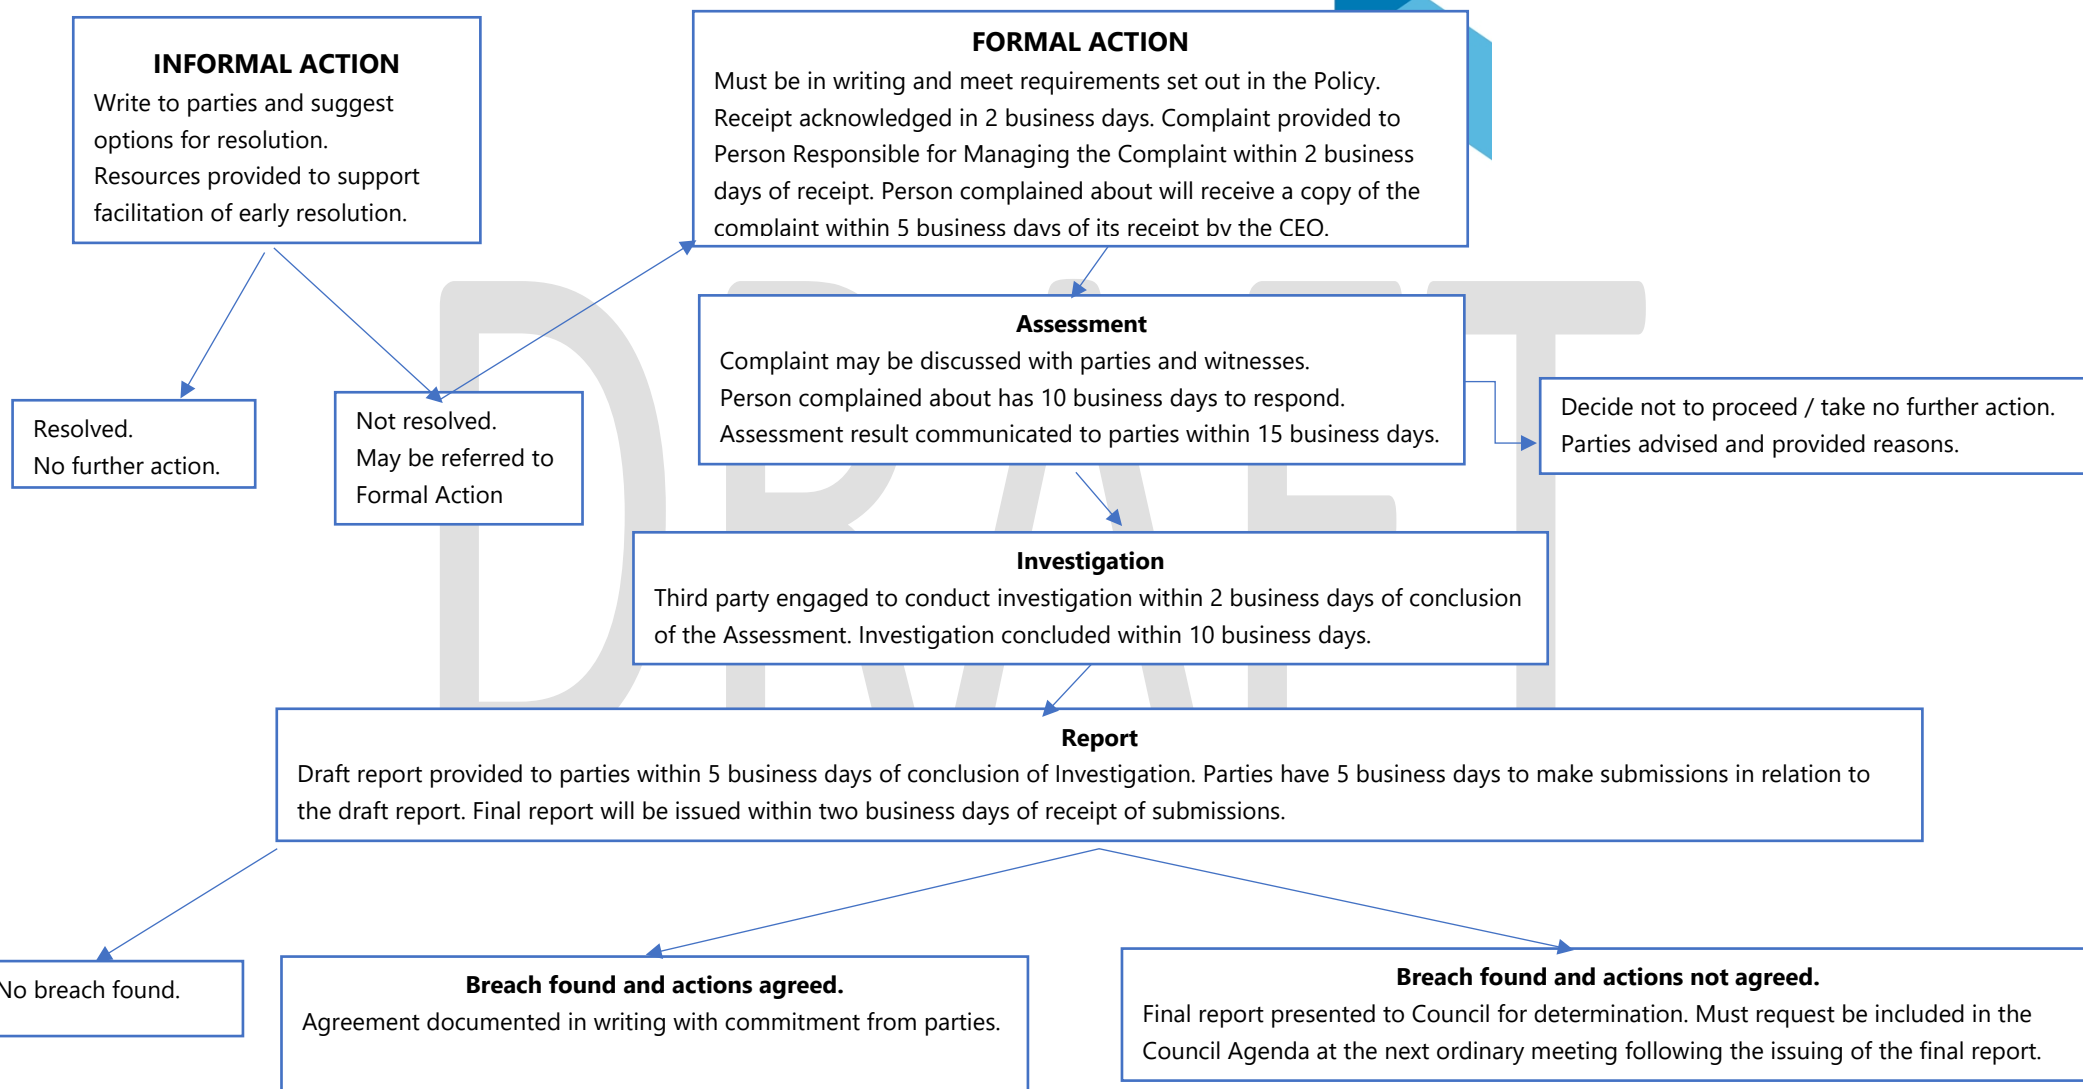 INFORMAL ACTION
Write to parties and suggest
options for resolution.
Resources provided to support
facilitation of early resolution.
FORMAL ACTION
Must be in writing and meet requirements set out in the Policy.
Receipt acknowledged in 2 business days. Complaint provided to
Person Responsible for Managing the Complaint within 2 business
days of receipt. Person complained about will receive a copy of the
complaint within 5 business days of its receipt by the CEO.
Resolved.
No further action.
Not resolved.
May be referred to
Formal Action
Assessment
Complaint may be discussed with parties and witnesses.
Person complained about has 10 business days to respond.
Assessment result communicated to parties within 15 business days.
Decide not to proceed / take no further action.
Parties advised and provided reasons.
DRAFT
Investigation
Third party engaged to conduct investigation within 2 business days of conclusion
of the Assessment. Investigation concluded within 10 business days.
Report
Draft report provided to parties within 5 business days of conclusion of Investigation. Parties have 5 business days to make submissions in relation to
the draft report. Final report will be issued within two business days of receipt of submissions.
No breach found.
Breach found and actions agreed.
Agreement documented in writing with commitment from parties.
Breach found and actions not agreed.
Final report presented to Council for determination. Must request be included in the
Council Agenda at the next ordinary meeting following the issuing of the final report.